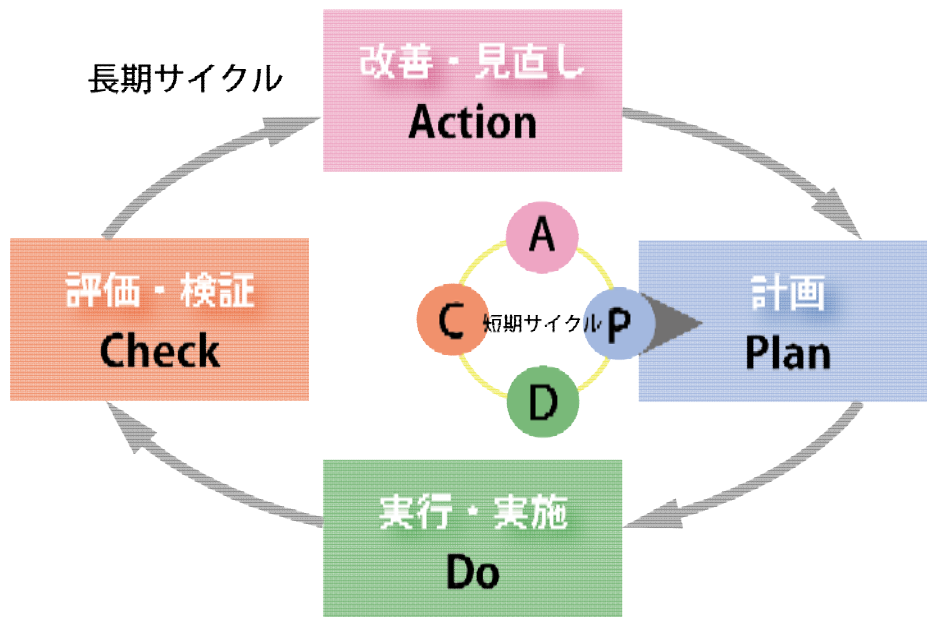 長期サイクル
改善・見直し
Action
評価・検証
Check
A
C
短期サイクル
P
D
計画
Plan
実行・実施
Do